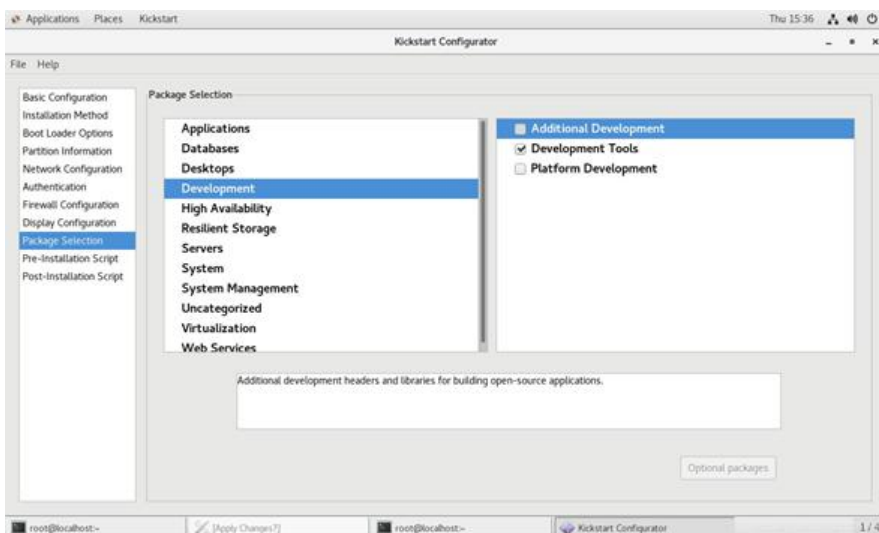 Applications Places Kickstart Thu 15:36
Kickstart Configurator
File Help
Basic Configuration
Installation Method
Boot Loader Options
Partition Information
Network Configuration
Authentication
Firewall Configuration
Display Configuration
Package Selection
Pre-Installation Script
Post-Installation Script
Package Selection
Applications
Databases
Desktops
Development
High Availability
Resilient Storage
Servers
System
System Management
Uncategorized
Virtualization
Web Services
Additional Development
Development Tools
Platform Development
Additional development headers and libraries for building open-source applications.
Optional packages
root@localhost:~ [Apply Changes?] root@localhost:~ Kickstart Configurator 1 / 4